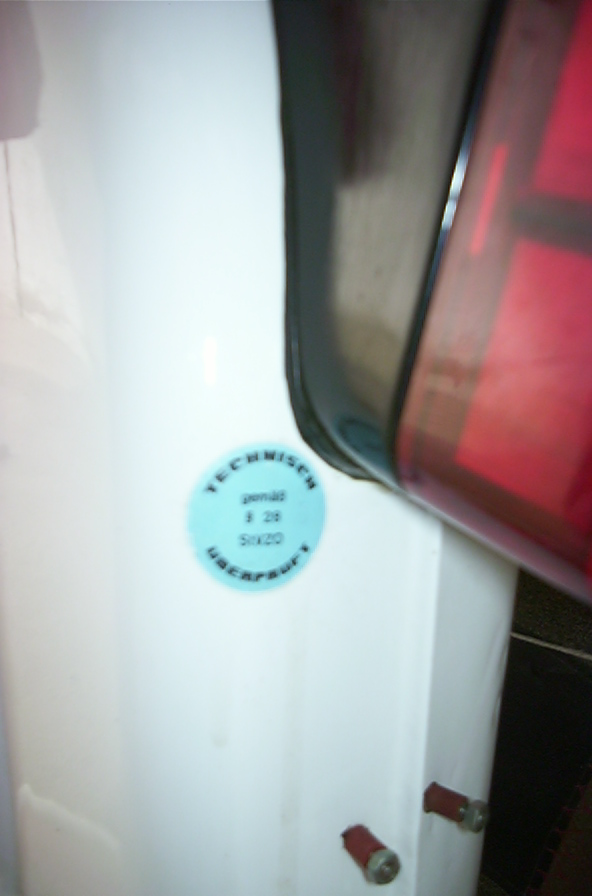 TECHNISCH
gemäß
§ 28
StVZO
ÜBERPRÜFT